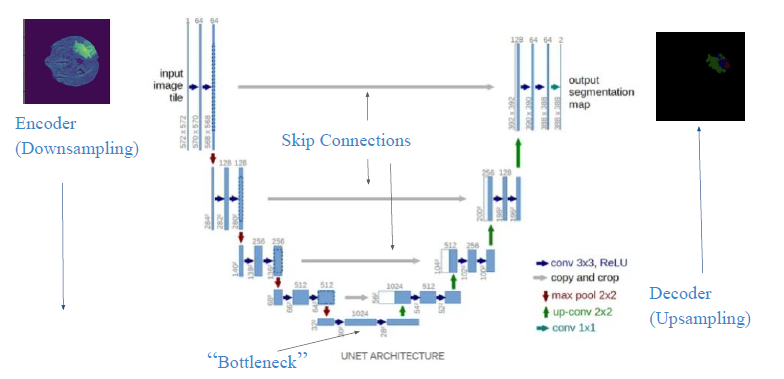 1 64 64
128 64 64 2
input
image
tile
output
segmentation
map
572 x 572
570 x 570
568 x 568
392 x 392
390 x 390
388 x 388
388 x 388
Encoder
(Downsampling)
Skip Connections
128 128
256 128
284²
282²
280²
200²
198²
196²
256 256
512 256
140²
138²
136²
104²
102²
100²
conv 3x3, ReLU
copy and crop
max pool 2x2
up-conv 2x2
conv 1x1
512 512
1024 512
68²
66²
64²
56²
54²
52²
Decoder
(Upsampling)
1024
32²
30²
28²
“Bottleneck”
UNET ARCHITECTURE